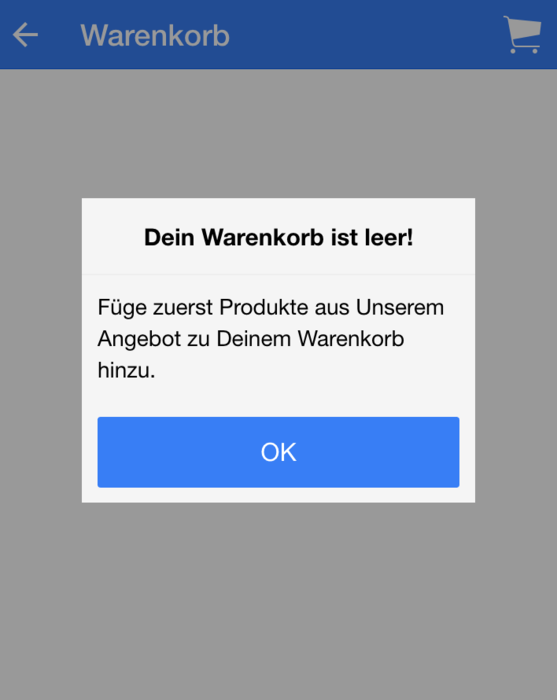 Warenkorb
Dein Warenkorb ist leer!
Füge zuerst Produkte aus Unserem
Angebot zu Deinem Warenkorb
hinzu.
OK